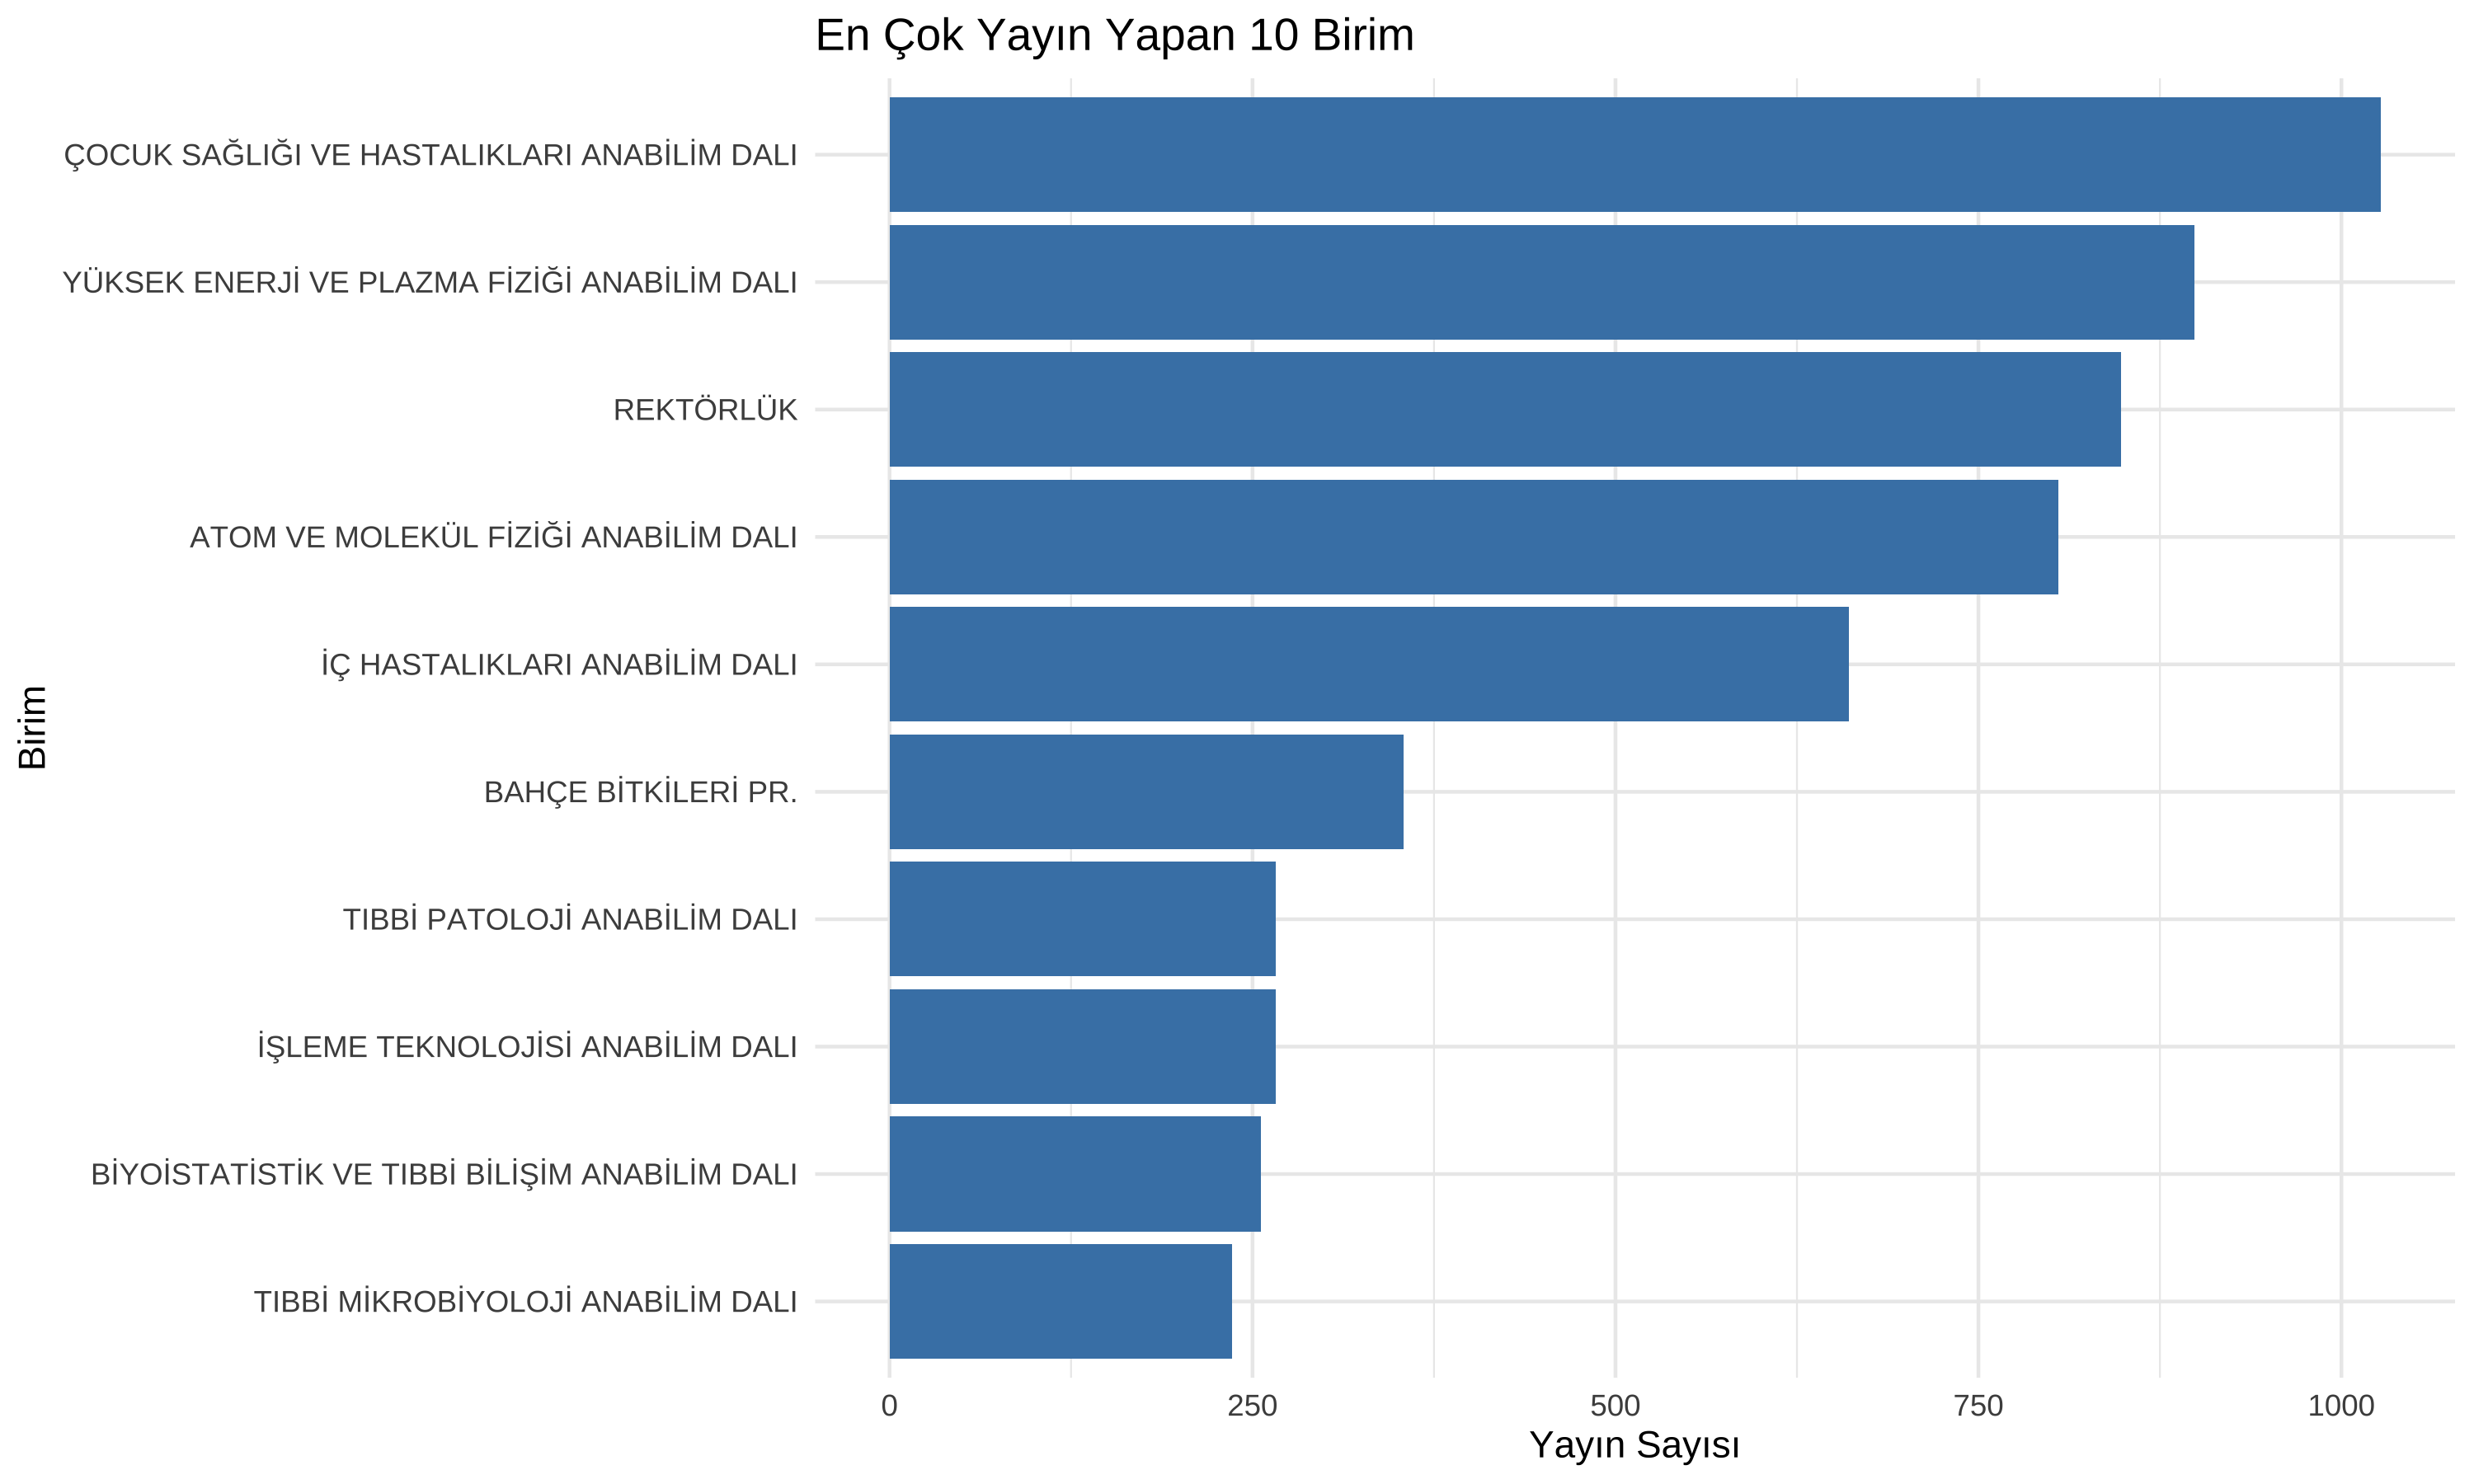 En Çok Yayın Yapan 10 Birim
ÇOCUK SAĞLIĞI VE HASTALIKLARI ANABİLİM DALI
YÜKSEK ENERJİ VE PLAZMA FİZİĞİ ANABİLİM DALI
REKTÖRLÜK
ATOM VE MOLEKÜL FİZİĞİ ANABİLİM DALI
İÇ HASTALIKLARI ANABİLİM DALI
BAHÇE BİTKİLERİ PR.
TIBBİ PATOLOJİ ANABİLİM DALI
İŞLEME TEKNOLOJİSİ ANABİLİM DALI
BİYOİSTATİSTİK VE TIBBİ BİLİŞİM ANABİLİM DALI
TIBBİ MİKROBİYOLOJİ ANABİLİM DALI
Birim
0 250 500 750 1000
Yayın Sayısı